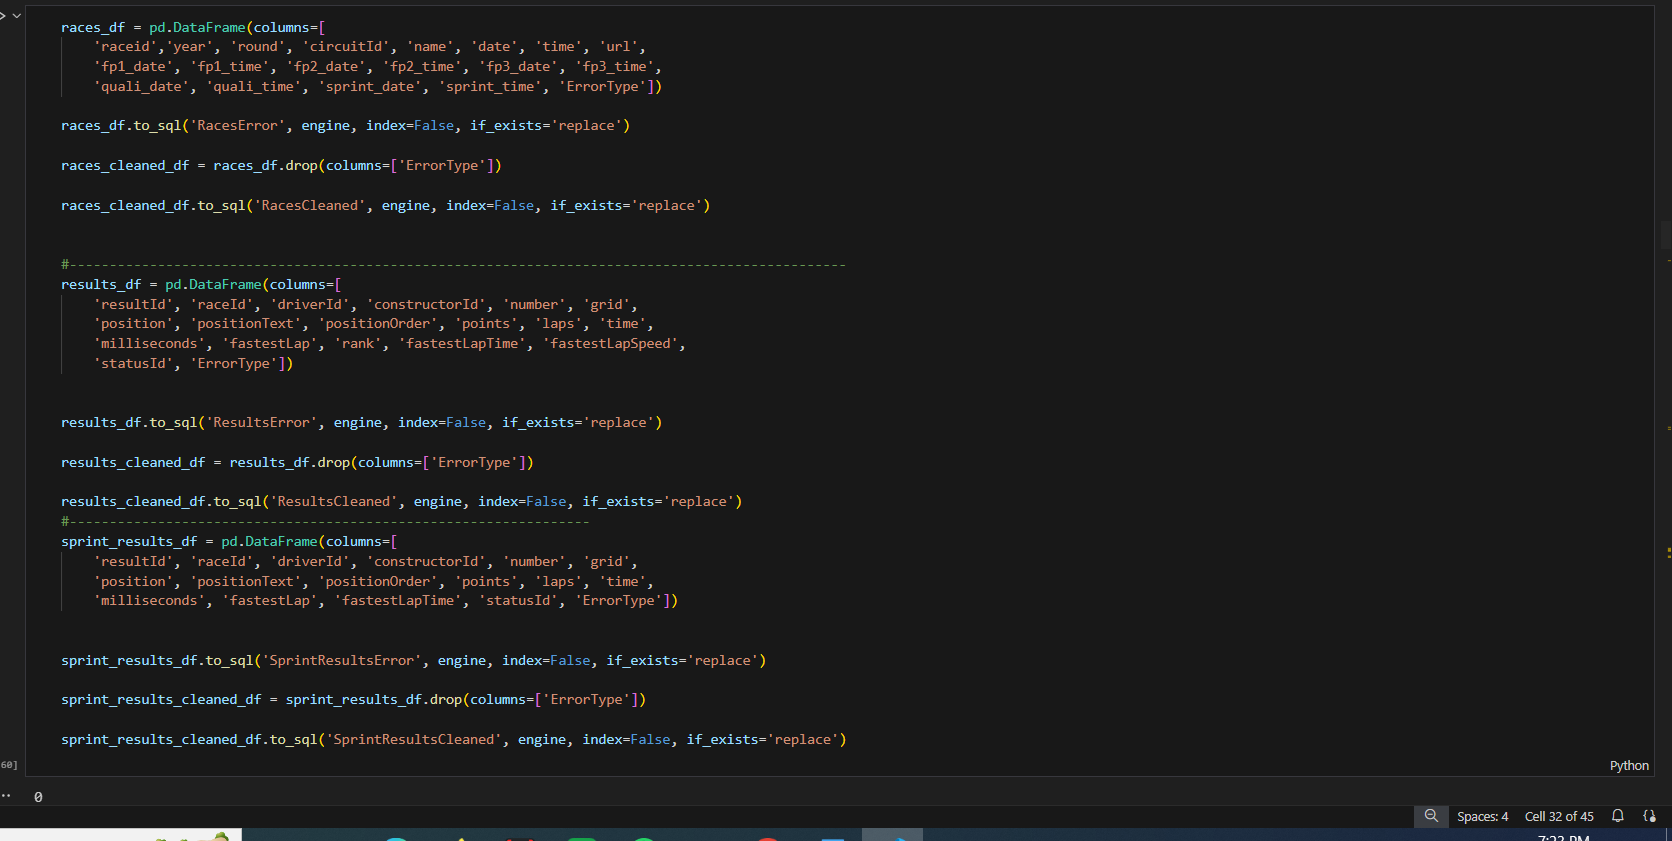 races_df = pd.DataFrame(columns=[
'raceid','year', 'round', 'circuitId', 'name', 'date', 'time', 'url',
'fp1_date', 'fp1_time', 'fp2_date', 'fp2_time', 'fp3_date', 'fp3_time',
'quali_date', 'quali_time', 'sprint_date', 'sprint_time', 'ErrorType'])
races_df.to_sql('RacesError', engine, index=False, if_exists='replace')
races_cleaned_df = races_df.drop(columns=['ErrorType'])
races_cleaned_df.to_sql('RacesCleaned', engine, index=False, if_exists='replace')
#-------------------------------------------------------------------------------------------------
results_df = pd.DataFrame(columns=[
'resultId', 'raceId', 'driverId', 'constructorId', 'number', 'grid',
'position', 'positionText', 'positionOrder', 'points', 'laps', 'time',
'milliseconds', 'fastestLap', 'rank', 'fastestLapTime', 'fastestLapSpeed',
'statusId', 'ErrorType'])
results_df.to_sql('ResultsError', engine, index=False, if_exists='replace')
results_cleaned_df = results_df.drop(columns=['ErrorType'])
results_cleaned_df.to_sql('ResultsCleaned', engine, index=False, if_exists='replace')
#-----------------------------------------------------------------
sprint_results_df = pd.DataFrame(columns=[
'resultId', 'raceId', 'driverId', 'constructorId', 'number', 'grid',
'position', 'positionText', 'positionOrder', 'points', 'laps', 'time',
'milliseconds', 'fastestLap', 'fastestLapTime', 'statusId', 'ErrorType'])
sprint_results_df.to_sql('SprintResultsError', engine, index=False, if_exists='replace')
sprint_results_cleaned_df = sprint_results_df.drop(columns=['ErrorType'])
sprint_results_cleaned_df.to_sql('SprintResultsCleaned', engine, index=False, if_exists='replace')
60]
Python
0
Spaces: 4 Cell 32 of 45
7:23 PM